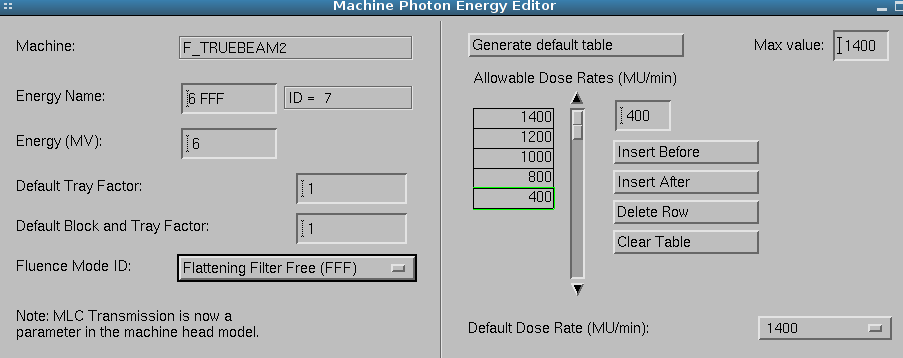 Machine Photon Energy Editor
Machine: F_TRUEBEAM2
Energy Name: 6 FFF ID = 7
Energy (MV): 6
Default Tray Factor: 1
Default Block and Tray Factor: 1
Fluence Mode ID: Flattening Filter Free (FFF)
Note: MLC Transmission is now a
parameter in the machine head model.
Generate default table Max value: 1400
Allowable Dose Rates (MU/min)
1400
1200
1000
800
400
400
Insert Before
Insert After
Delete Row
Clear Table
Default Dose Rate (MU/min): 1400